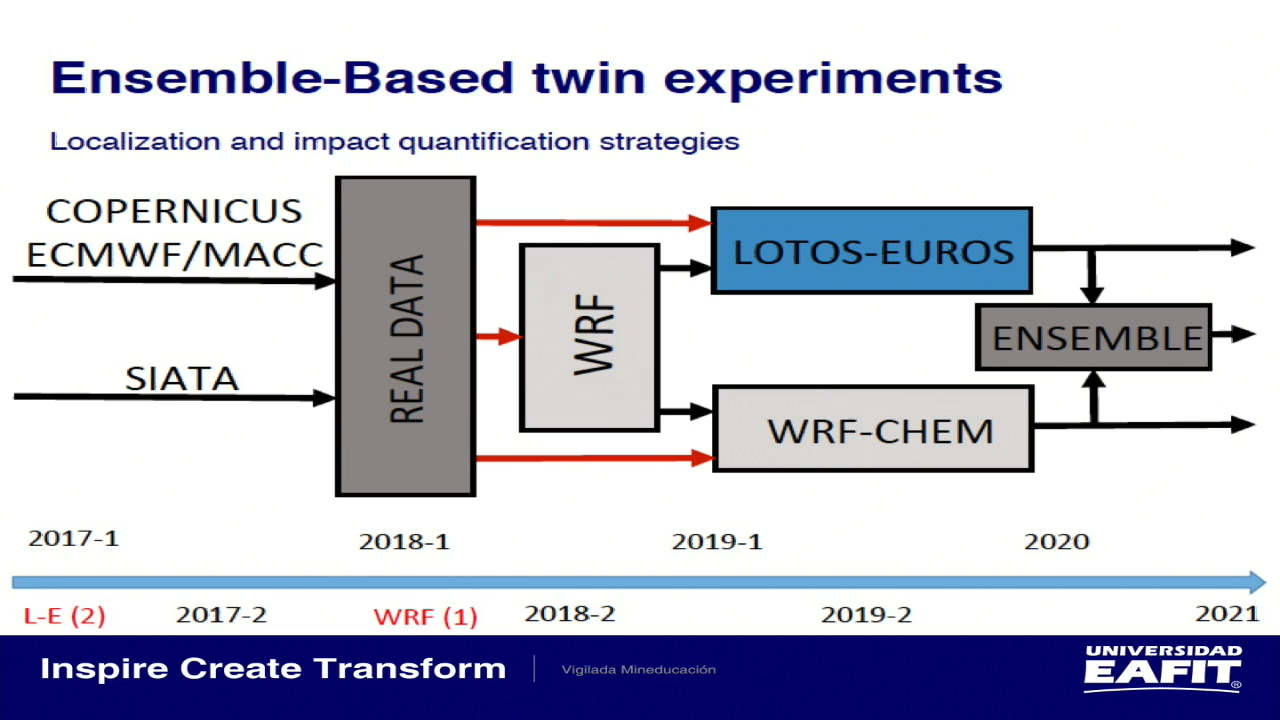 Ensemble-Based twin experiments
Localization and impact quantification strategies
COPERNICUS
ECMWF/MACC
SIATA
REAL DATA
WRF
LOTOS-EUROS
ENSEMBLE
WRF-CHEM
2017-1
2018-1
2019-1
2020
L-E (2)
2017-2
WRF (1)
2018-2
2019-2
2021
Inspire Create Transform
Vigilada Mineducación
UNIVERSIDAD
EAFIT®